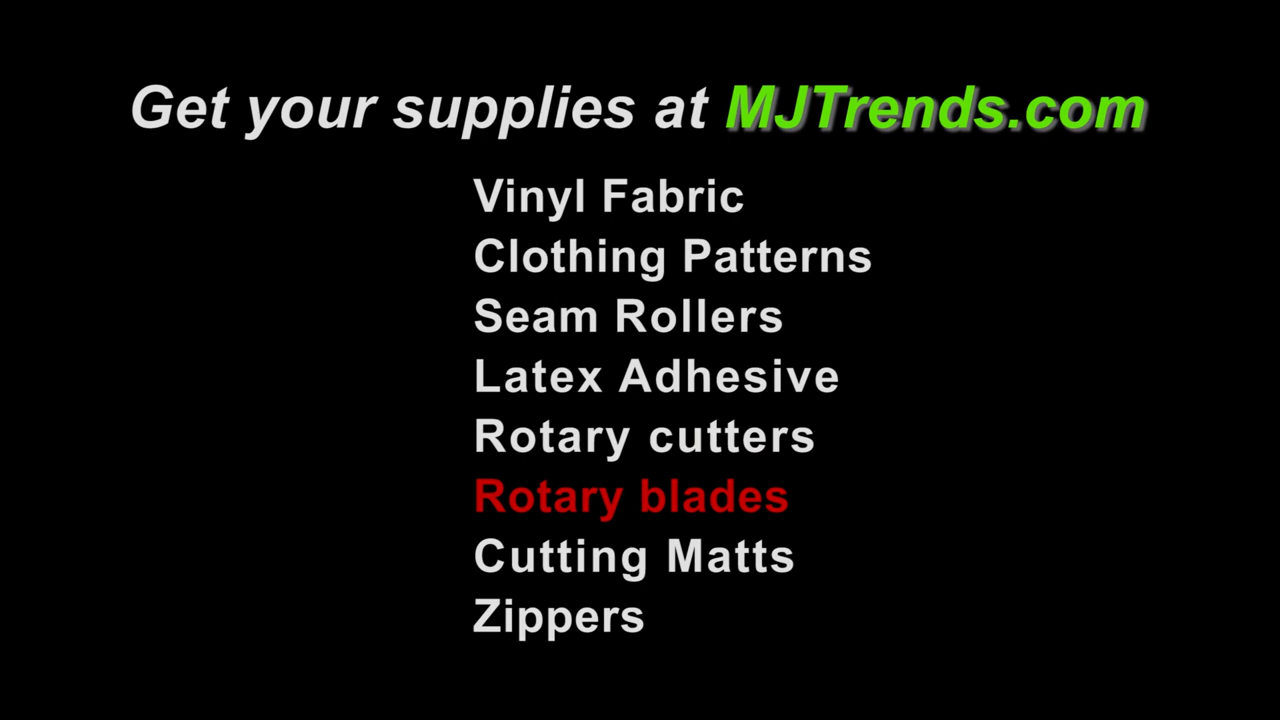 Get your supplies at MJTrends.com
Vinyl Fabric
Clothing Patterns
Seam Rollers
Latex Adhesive
Rotary cutters
Rotary blades
Cutting Matts
Zippers